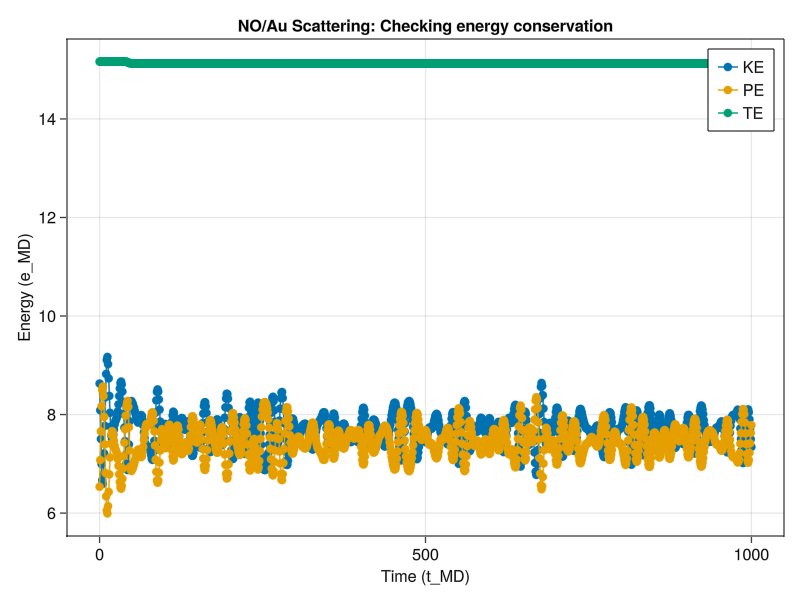 NO/Au Scattering: Checking energy conservation
KE
PE
TE
14
12
10
8
6
Energy (e_MD)
0
500
1000
Time (t_MD)